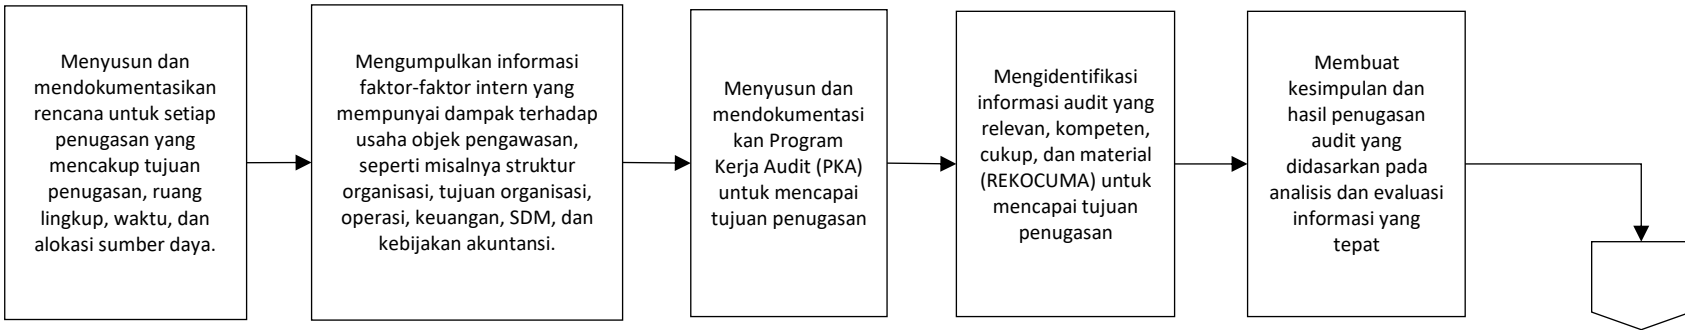 Menyusun dan
mendokumentasikan
rencana untuk setiap
penugasan yang
mencakup tujuan
penugasan, ruang
lingkup, waktu, dan
alokasi sumber daya.
Mengumpulkan informasi
faktor-faktor intern yang
mempunyai dampak terhadap
usaha objek pengawasan,
seperti misalnya struktur
organisasi, tujuan organisasi,
operasi, keuangan, SDM, dan
kebijakan akuntansi.
Menyusun dan
mendokumentasi
kan Program
Kerja Audit (PKA)
untuk mencapai
tujuan penugasan
Mengidentifikasi
informasi audit yang
relevan, kompeten,
cukup, dan material
(REKOCUMA) untuk
mencapai tujuan
penugasan
Membuat
kesimpulan dan
hasil penugasan
audit yang
didasarkan pada
analisis dan evaluasi
informasi yang
tepat